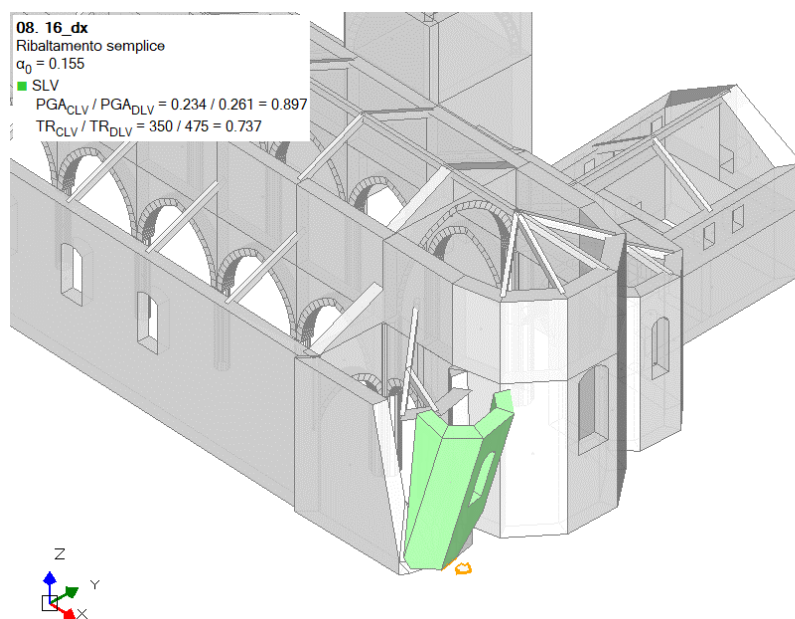 08. 16_dx
Ribaltamento semplice
α0 = 0.155
SLV
PGACLV / PGADLV = 0.234 / 0.261 = 0.897
TRCLV / TRDLV = 350 / 475 = 0.737
Z
Y
X